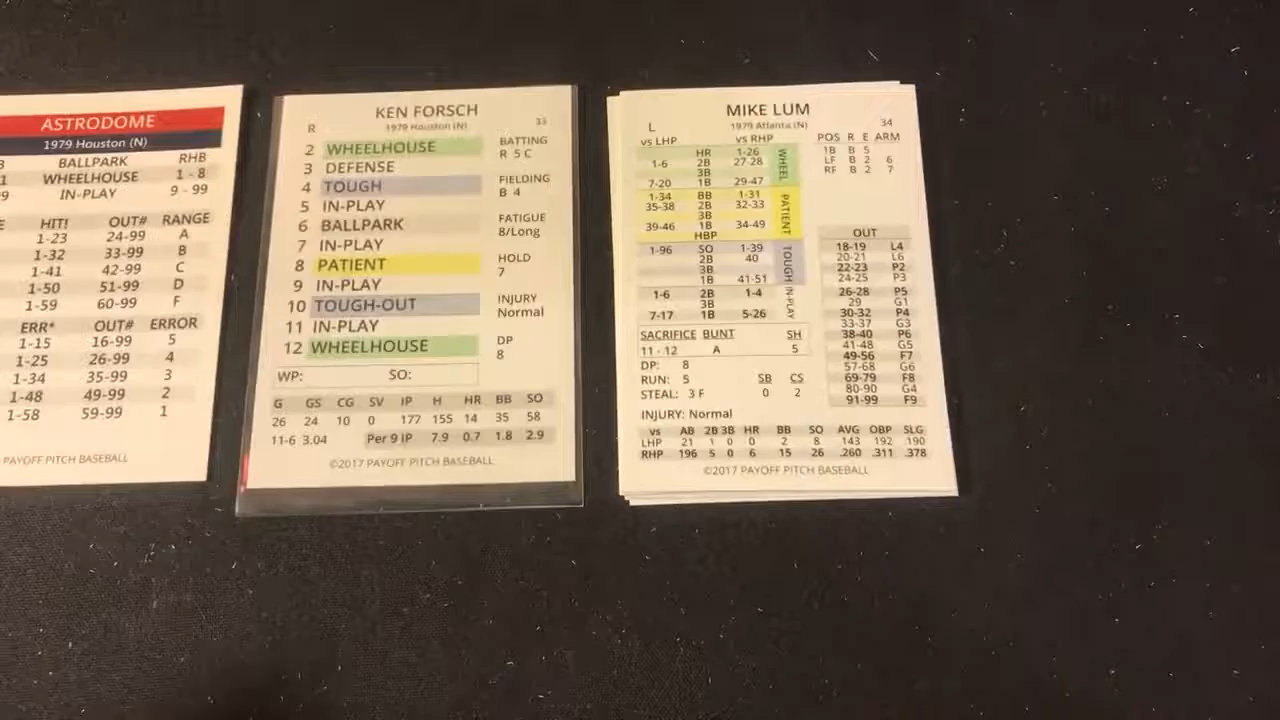 ASTRODOME
1979 Houston (N)
BALLPARK RHB
WHEELHOUSE 1 - 8
IN-PLAY 9 - 99
HIT! OUT# RANGE
1-23 24-99 A
1-32 33-99 B
1-41 42-99 C
1-50 51-99 D
1-59 60-99 F
ERR* OUT# ERROR
1-15 16-99 5
1-25 26-99 4
1-34 35-99 3
1-48 49-99 2
1-58 59-99 1
PAYOFF PITCH BASEBALL
KEN FORSCH
R 1979 Houston (N) 33
2 WHEELHOUSE
3 DEFENSE
4 TOUGH
5 IN-PLAY
6 BALLPARK
7 IN-PLAY
8 PATIENT
9 IN-PLAY
10 TOUGH-OUT
11 IN-PLAY
12 WHEELHOUSE
BATTING
R 5 C
FIELDING
B 4
FATIGUE
8/Long
HOLD
7
INJURY
Normal
DP
8
WP: SO:
G GS CG SV IP H HR BB SO
26 24 10 0 177 155 14 35 58
11-6 3.04 Per 9 IP 7.9 0.7 1.8 2.9
©2017 PAYOFF PITCH BASEBALL
MIKE LUM
L 1979 Atlanta (N) 34
vs LHP vs RHP
HR 1-26
1-6 2B 27-28
3B
7-20 1B 29-47
WHEEL
1-34 BB 1-31
35-38 2B 32-33
3B
39-46 1B 34-49
HBP
PATIENT
1-96 SO 1-39
2B 40
3B
1B 41-51
TOUGH
1-6 2B 1-4
3B
7-17 1B 5-26
IN-PLAY
POS R E ARM
1B B 5
LF B 2 6
RF B 2 7
OUT
18-19 L4
20-21 L6
22-23 P2
24-25 P3
26-28 P5
29 G1
30-32 P4
33-37 G3
38-40 P6
41-48 G5
49-56 F7
57-68 G6
69-79 F8
80-90 G4
91-99 F9
SACRIFICE BUNT SH
11 - 12 A 5
DP: 8
RUN: 5 SB CS
STEAL: 3 F 0 2
INJURY: Normal
vs AB 2B 3B HR BB SO AVG OBP SLG
LHP 21 1 0 0 2 8 .143 .192 .190
RHP 196 5 0 6 15 26 .260 .311 .378
©2017 PAYOFF PITCH BASEBALL